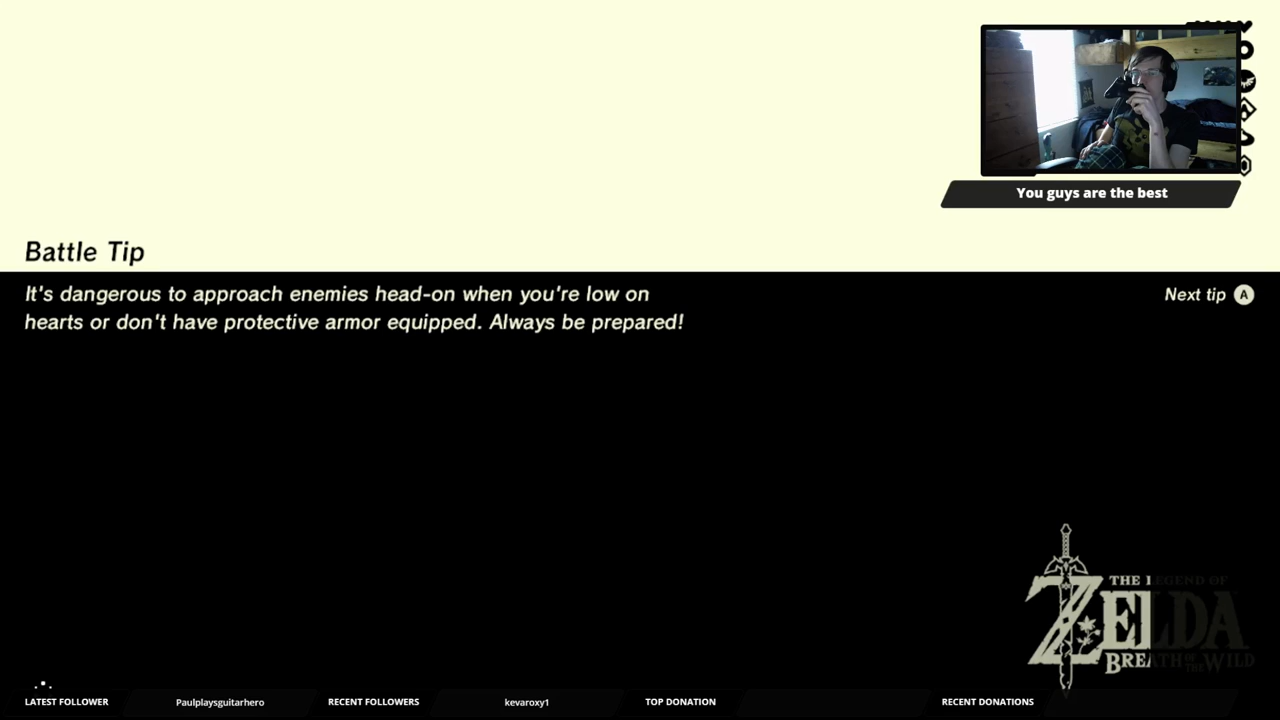 You guys are the best
Battle Tip
It's dangerous to approach enemies head-on when you're low on
hearts or don't have protective armor equipped. Always be prepared!
Next tip A
THE LEGEND OF
ZELDA
BREATH OF THE WILD
LATEST FOLLOWER Paulplaysguitarhero RECENT FOLLOWERS kevaroxy1 TOP DONATION RECENT DONATIONS